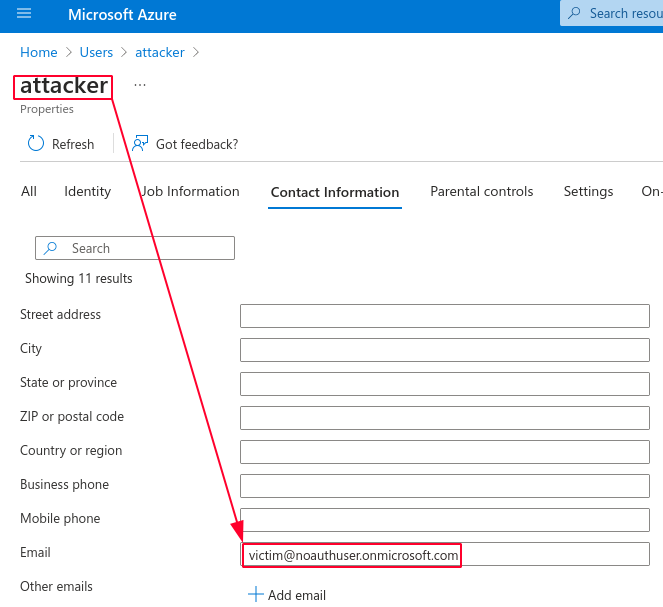 Microsoft Azure
Search resou
Home > Users > attacker >
attacker ...
Properties
Refresh
Got feedback?
All Identity Job Information Contact Information Parental controls Settings On-
Search
Showing 11 results
Street address
City
State or province
ZIP or postal code
Country or region
Business phone
Mobile phone
Email victim@noauthuser.onmicrosoft.com
Other emails
Add email